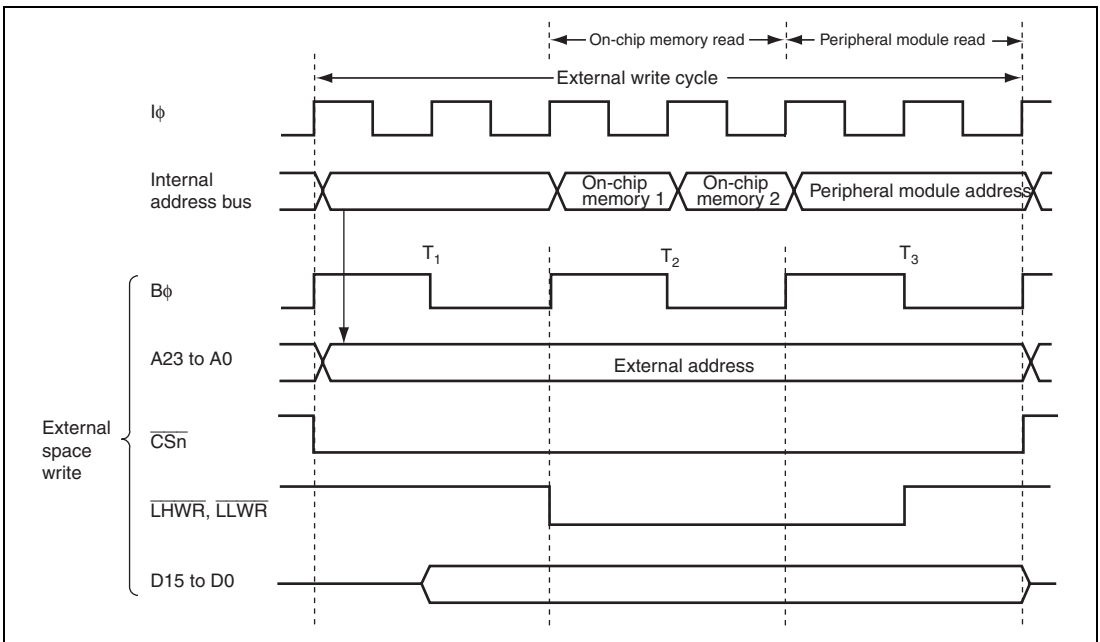 On-chip memory read
Peripheral module read
External write cycle
Iφ
Internal
address bus
On-chip
memory 1
On-chip
memory 2
Peripheral module address
T1
T2
T3
Bφ
A23 to A0
External address
External
space
write
CSn
LHWR, LLWR
D15 to D0